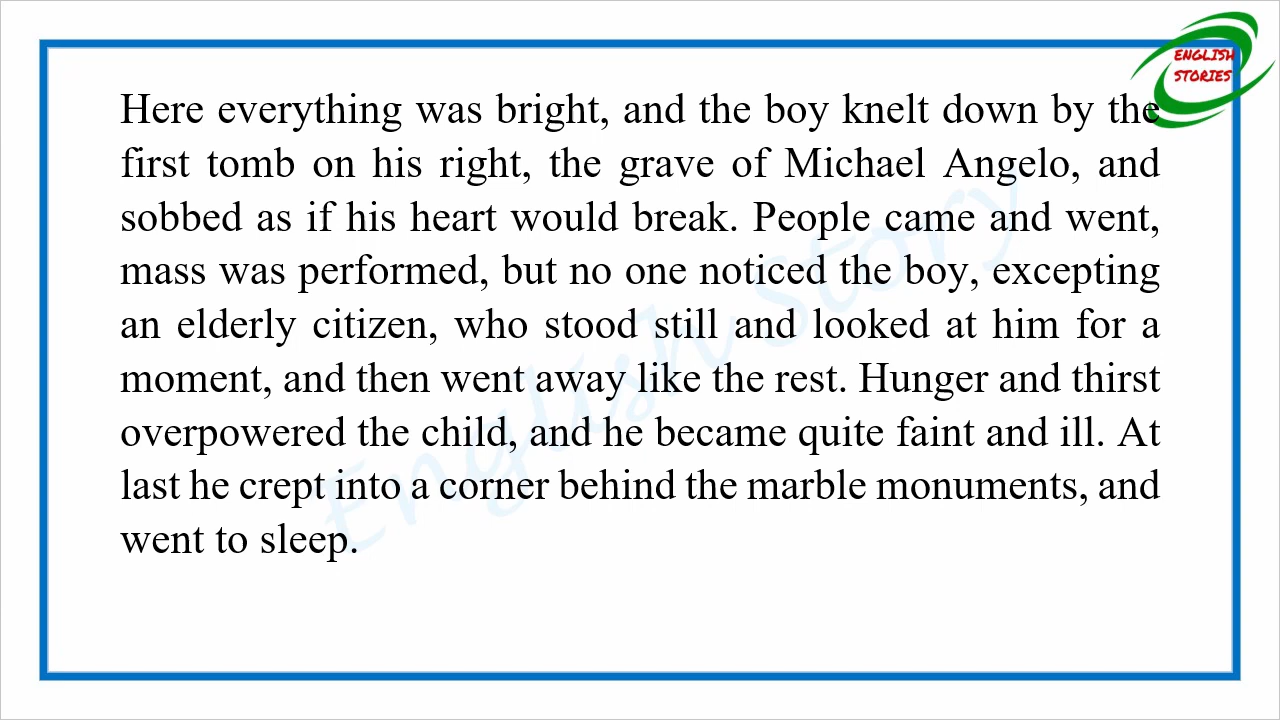 ENGLISH
STORIES
Here everything was bright, and the boy knelt down by the
first tomb on his right, the grave of Michael Angelo, and
sobbed as if his heart would break. People came and went,
mass was performed, but no one noticed the boy, excepting
an elderly citizen, who stood still and looked at him for a
moment, and then went away like the rest. Hunger and thirst
overpowered the child, and he became quite faint and ill. At
last he crept into a corner behind the marble monuments, and
went to sleep.
English Story